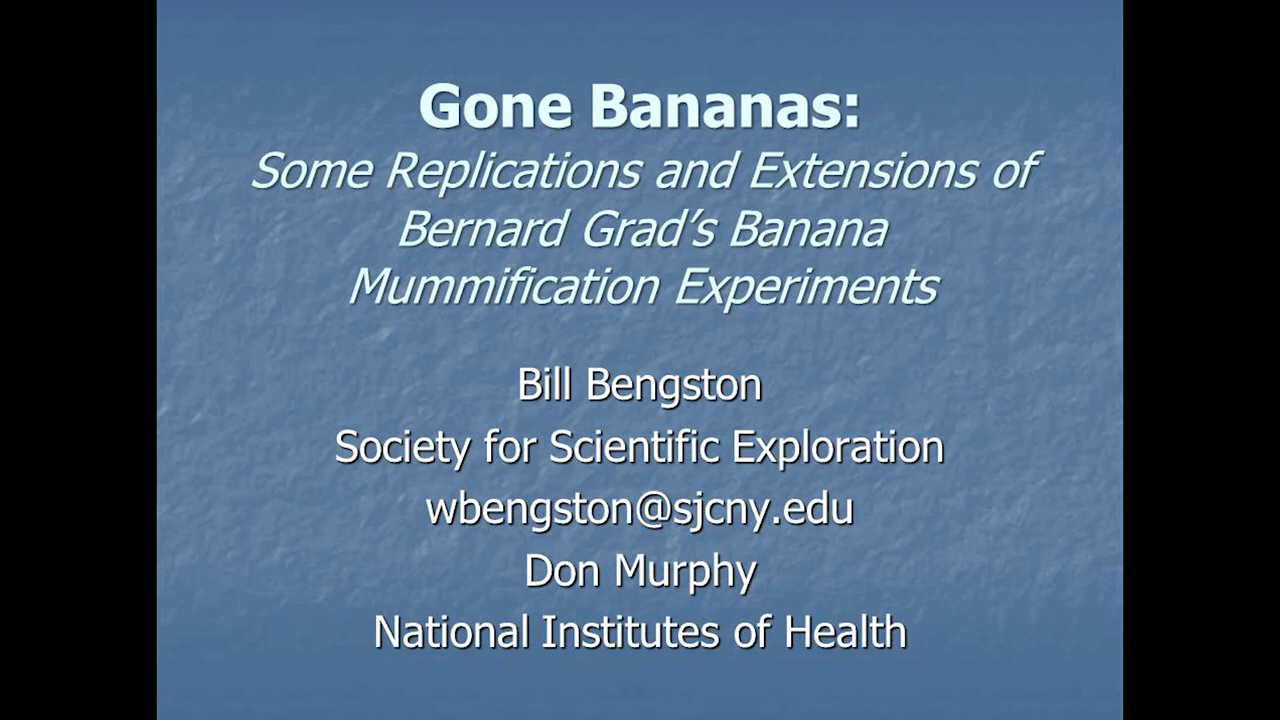 Gone Bananas:
Some Replications and Extensions of
Bernard Grad’s Banana
Mummification Experiments
Bill Bengston
Society for Scientific Exploration
wbengston@sjcny.edu
Don Murphy
National Institutes of Health